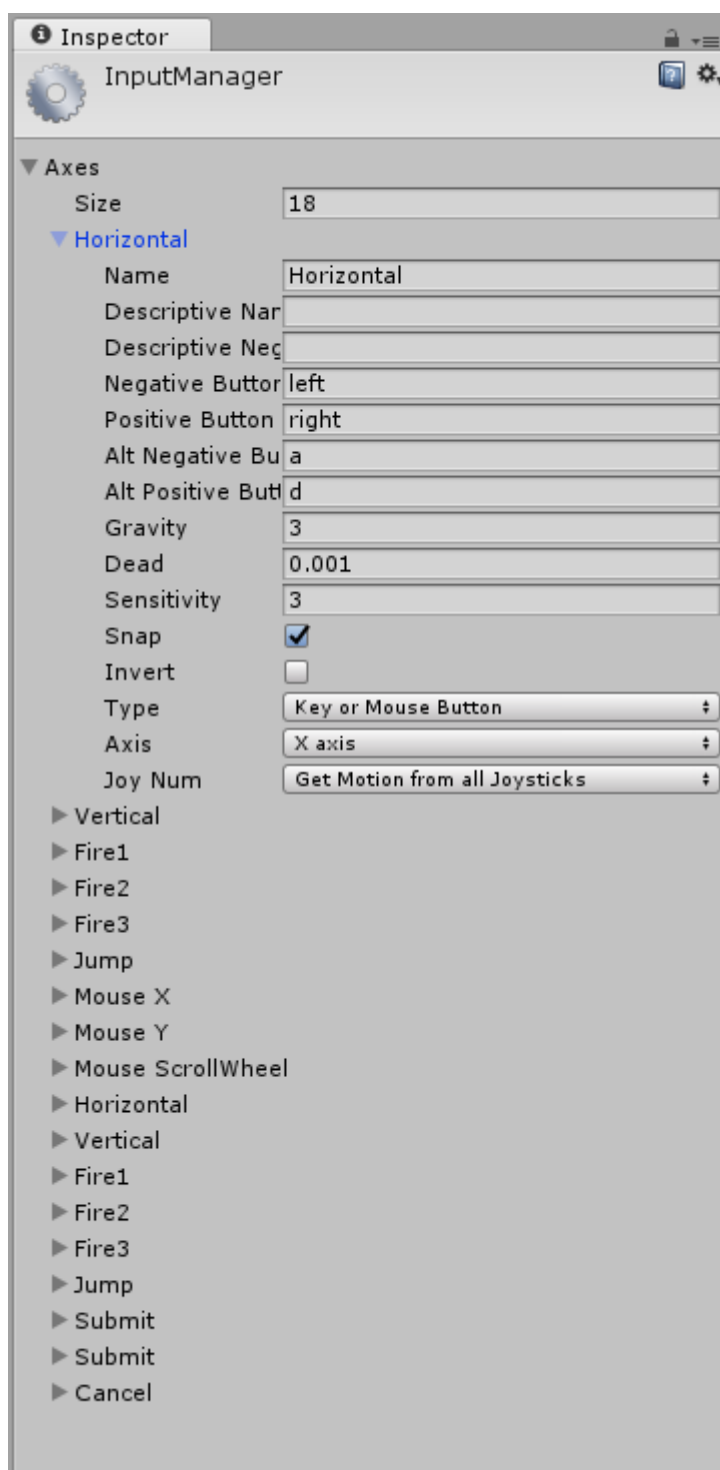 Inspector
InputManager
Axes
Size 18
Horizontal
Name Horizontal
Descriptive Nar
Descriptive Neg
Negative Buttor left
Positive Button right
Alt Negative Bu a
Alt Positive Butt d
Gravity 3
Dead 0.001
Sensitivity 3
Snap
Invert
Type Key or Mouse Button
Axis X axis
Joy Num Get Motion from all Joysticks
Vertical
Fire1
Fire2
Fire3
Jump
Mouse X
Mouse Y
Mouse ScrollWheel
Horizontal
Vertical
Fire1
Fire2
Fire3
Jump
Submit
Submit
Cancel